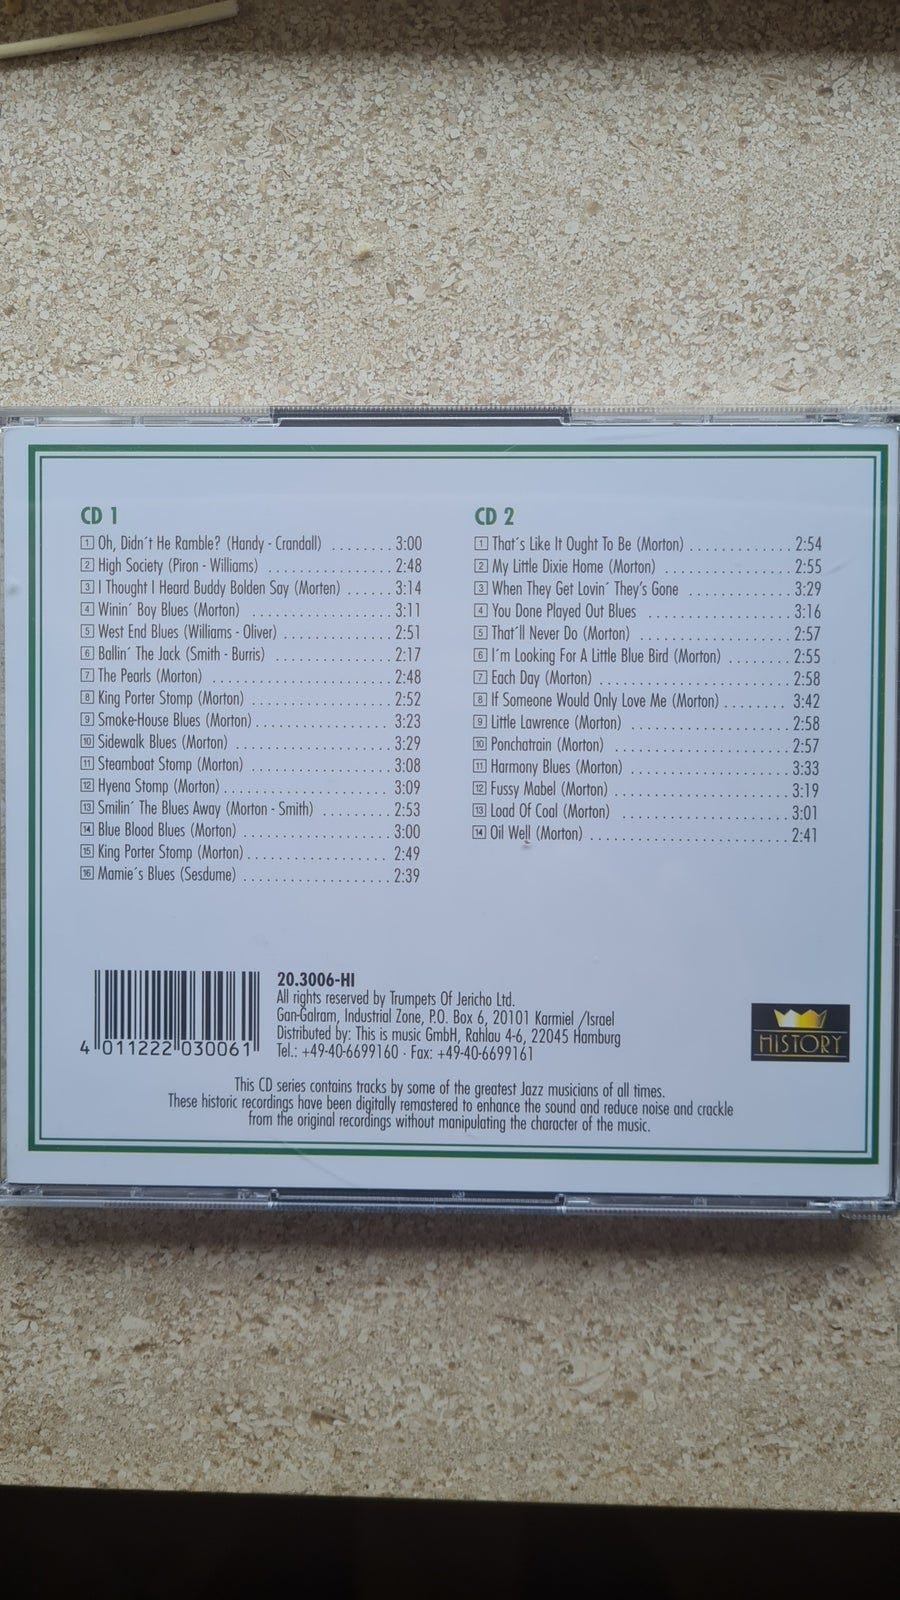 CD 1
1 Oh, Didn´t He Ramble? (Handy - Crandall) ........ 3:00
2 High Society (Piron - Williams) ................ 2:48
3 I Thought I Heard Buddy Bolden Say (Morten) ...... 3:14
4 Winin´ Boy Blues (Morton) ................. 3:11
5 West End Blues (Williams - Oliver) ............... 2:51
6 Ballin´ The Jack (Smith - Burris) .............. 2:17
7 The Pearls (Morton) ..................... 2:48
8 King Porter Stomp (Morton) ................. 2:52
9 Smoke-House Blues (Morton) ................ 3:23
10 Sidewalk Blues (Morton) ................... 3:29
11 Steamboat Stomp (Morton) ................. 3:08
12 Hyena Stomp (Morton) .................... 3:09
13 Smilin´ The Blues Away (Morton - Smith) .......... 2:53
14 Blue Blood Blues (Morton) .................. 3:00
15 King Porter Stomp (Morton) ................. 2:49
16 Mamie´s Blues (Sesdume) .................. 2:39
CD 2
1 That´s Like It Ought To Be (Morton) ............. 2:54
2 My Little Dixie Home (Morton) ................ 2:55
3 When They Get Lovin´ They's Gone ............. 3:29
4 You Done Played Out Blues .................. 3:16
5 That´ll Never Do (Morton) .................. 2:57
6 I´m Looking For A Little Blue Bird (Morton) ........ 2:55
7 Each Day (Morton) ....................... 2:58
8 If Someone Would Only Love Me (Morton) ........ 3:42
9 Little Lawrence (Morton) .................... 2:58
10 Ponchatrain (Morton) ..................... 2:57
11 Harmony Blues (Morton) ................... 3:33
12 Fussy Mabel (Morton) ..................... 3:19
13 Load Of Coal (Morton) .................... 3:01
14 Oil Well (Morton) ........................ 2:41
4 011222 030061
20.3006-HI
All rights reserved by Trumpets Of Jericho Ltd.
Gan-Galram, Industrial Zone, P.O. Box 6, 20101 Karmiel /Israel
Distributed by: This is music GmbH, Rahlau 4-6, 22045 Hamburg
Tel.: +49-40-6699160 · Fax: +49-40-6699161
HISTORY
This CD series contains tracks by some of the greatest Jazz musicians of all times.
These historic recordings have been digitally remastered to enhance the sound and reduce noise and crackle
from the original recordings without manipulating the character of the music.